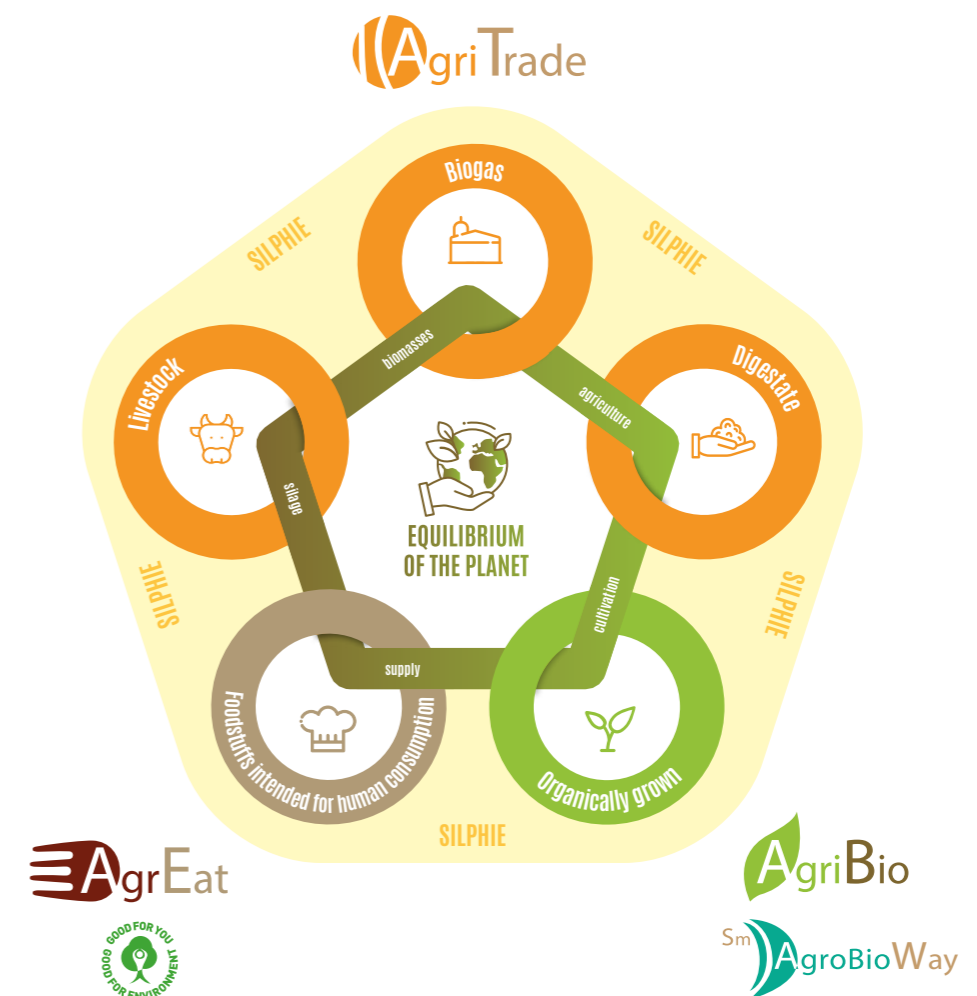 AgriTrade
Biogas
SILPHIE
SILPHIE
biomasses
Livestock
Digestate
agriculture
silage
EQUILIBRIUM
OF THE PLANET
SILPHIE
SILPHIE
cultivation
supply
Foodstuffs intended for human consumption
Organically grown
SILPHIE
AgrEat
AgriBio
GOOD FOR YOU
GOOD FOR ENVIRONMENT
Sm AgroBioWay